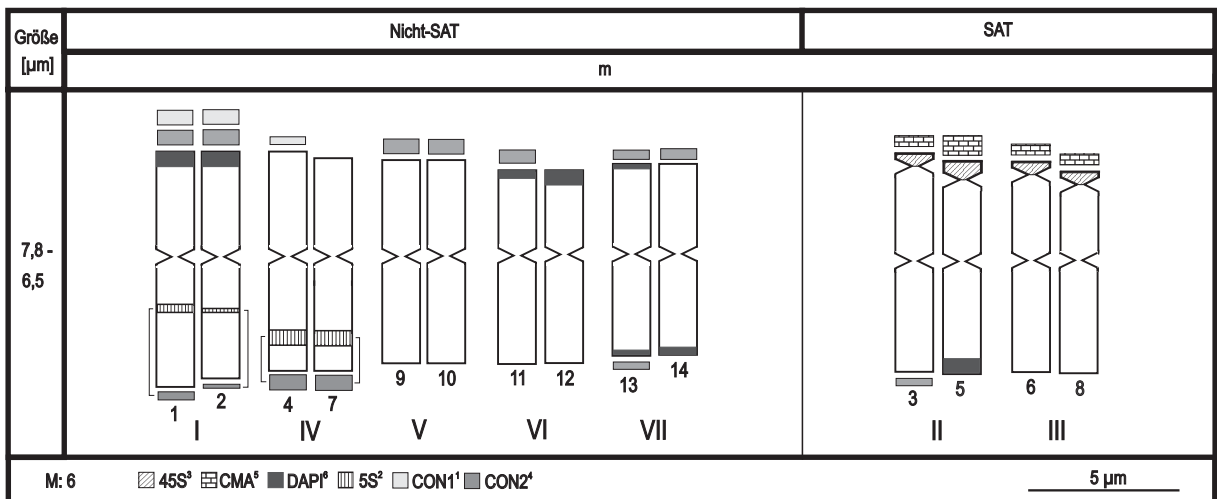 Größe
[µm]
Nicht-SAT
SAT
m
7,8 -
6,5
1 2 4 7 9 10 11 12 13 14 3 5 6 8
I IV V VI VII II III
M: 6 45S³ CMA⁵ DAPI⁶ 5S² CON1¹ CON2⁴ 5 µm